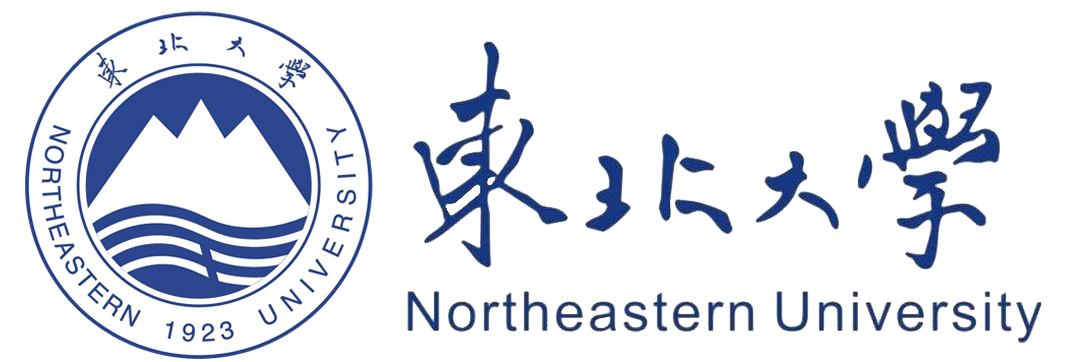 東北大學
NORTHEASTERN UNIVERSITY
1923
東北大學
Northeastern University